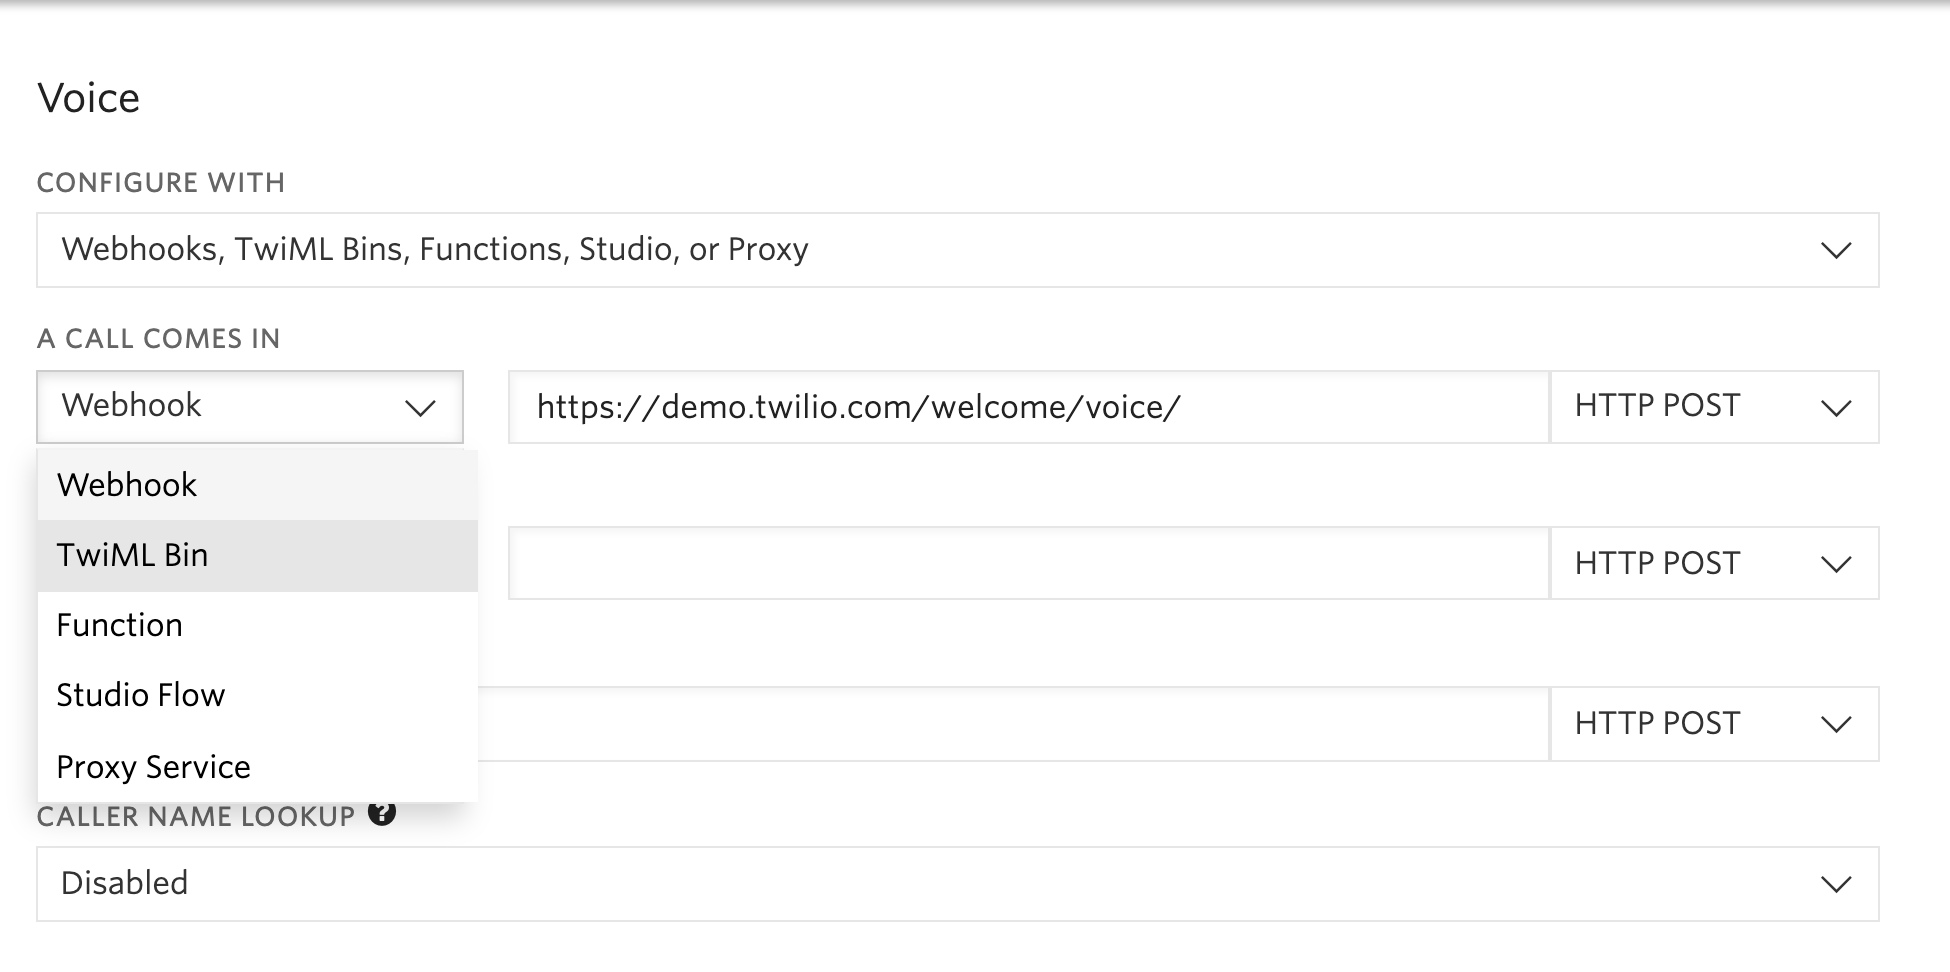 Voice
CONFIGURE WITH
Webhooks, TwiML Bins, Functions, Studio, or Proxy
A CALL COMES IN
Webhook
https://demo.twilio.com/welcome/voice/
HTTP POST
Webhook
TwiML Bin
HTTP POST
Function
Studio Flow
HTTP POST
Proxy Service
CALLER NAME LOOKUP ?
Disabled